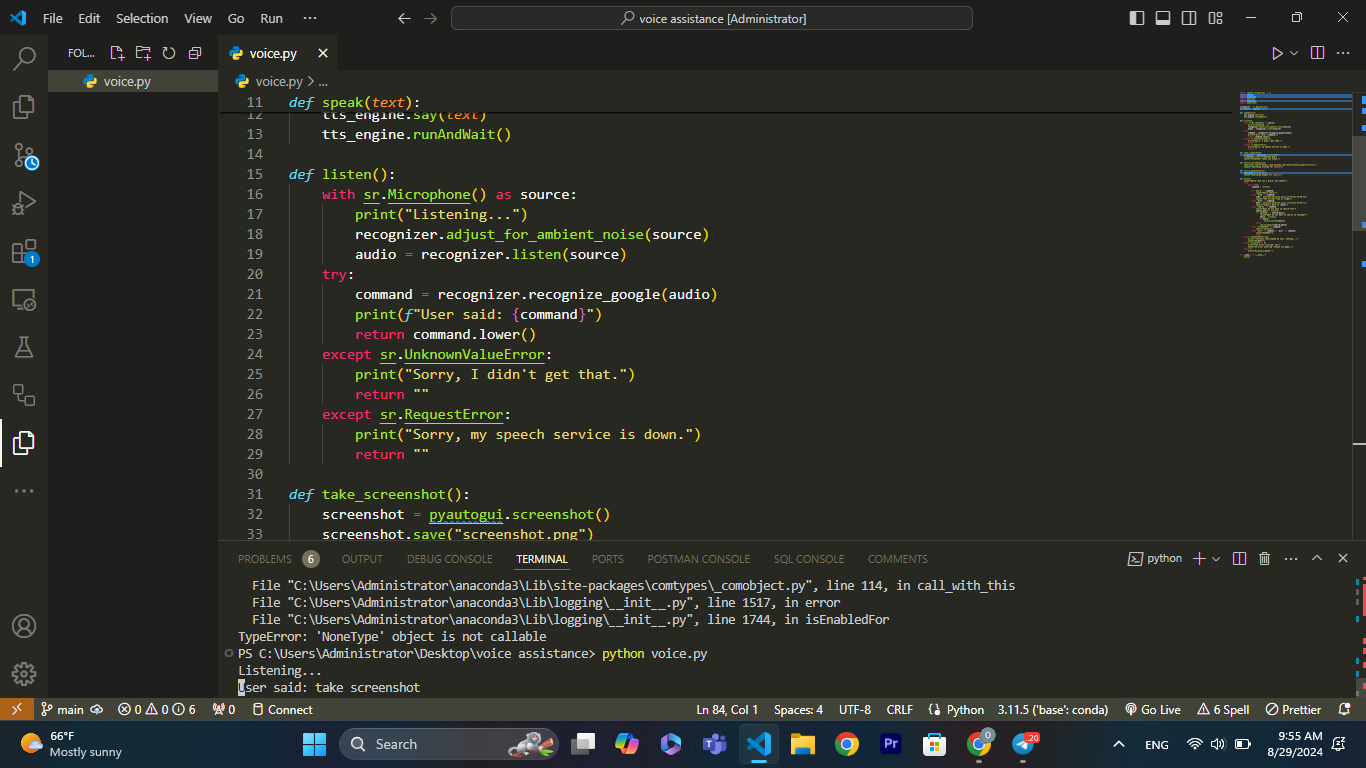 File Edit Selection View Go Run ··· voice assistance [Administrator]
FOL...
voice.py
voice.py
voice.py > ...
11 def speak(text):
12 tts_engine.say(text)
13 tts_engine.runAndWait()
14
15 def listen():
16 with sr.Microphone() as source:
17 print("Listening...")
18 recognizer.adjust_for_ambient_noise(source)
19 audio = recognizer.listen(source)
20 try:
21 command = recognizer.recognize_google(audio)
22 print(f"User said: {command}")
23 return command.lower()
24 except sr.UnknownValueError:
25 print("Sorry, I didn't get that.")
26 return ""
27 except sr.RequestError:
28 print("Sorry, my speech service is down.")
29 return ""
30
31 def take_screenshot():
32 screenshot = pyautogui.screenshot()
33 screenshot.save("screenshot.png")
1
PROBLEMS 6 OUTPUT DEBUG CONSOLE TERMINAL PORTS POSTMAN CONSOLE SQL CONSOLE COMMENTS
python
File "C:\Users\Administrator\anaconda3\Lib\site-packages\comtypes\_comobject.py", line 114, in call_with_this
File "C:\Users\Administrator\anaconda3\Lib\logging\__init__.py", line 1517, in error
File "C:\Users\Administrator\anaconda3\Lib\logging\__init__.py", line 1744, in isEnabledFor
TypeError: 'NoneType' object is not callable
PS C:\Users\Administrator\Desktop\voice assistance> python voice.py
Listening...
User said: take screenshot
main 0 0 6 0 Connect Ln 84, Col 1 Spaces: 4 UTF-8 CRLF Python 3.11.5 ('base': conda) Go Live 6 Spell Prettier
66°F
Mostly sunny
Search
Pr
0
20
ENG
9:55 AM
8/29/2024